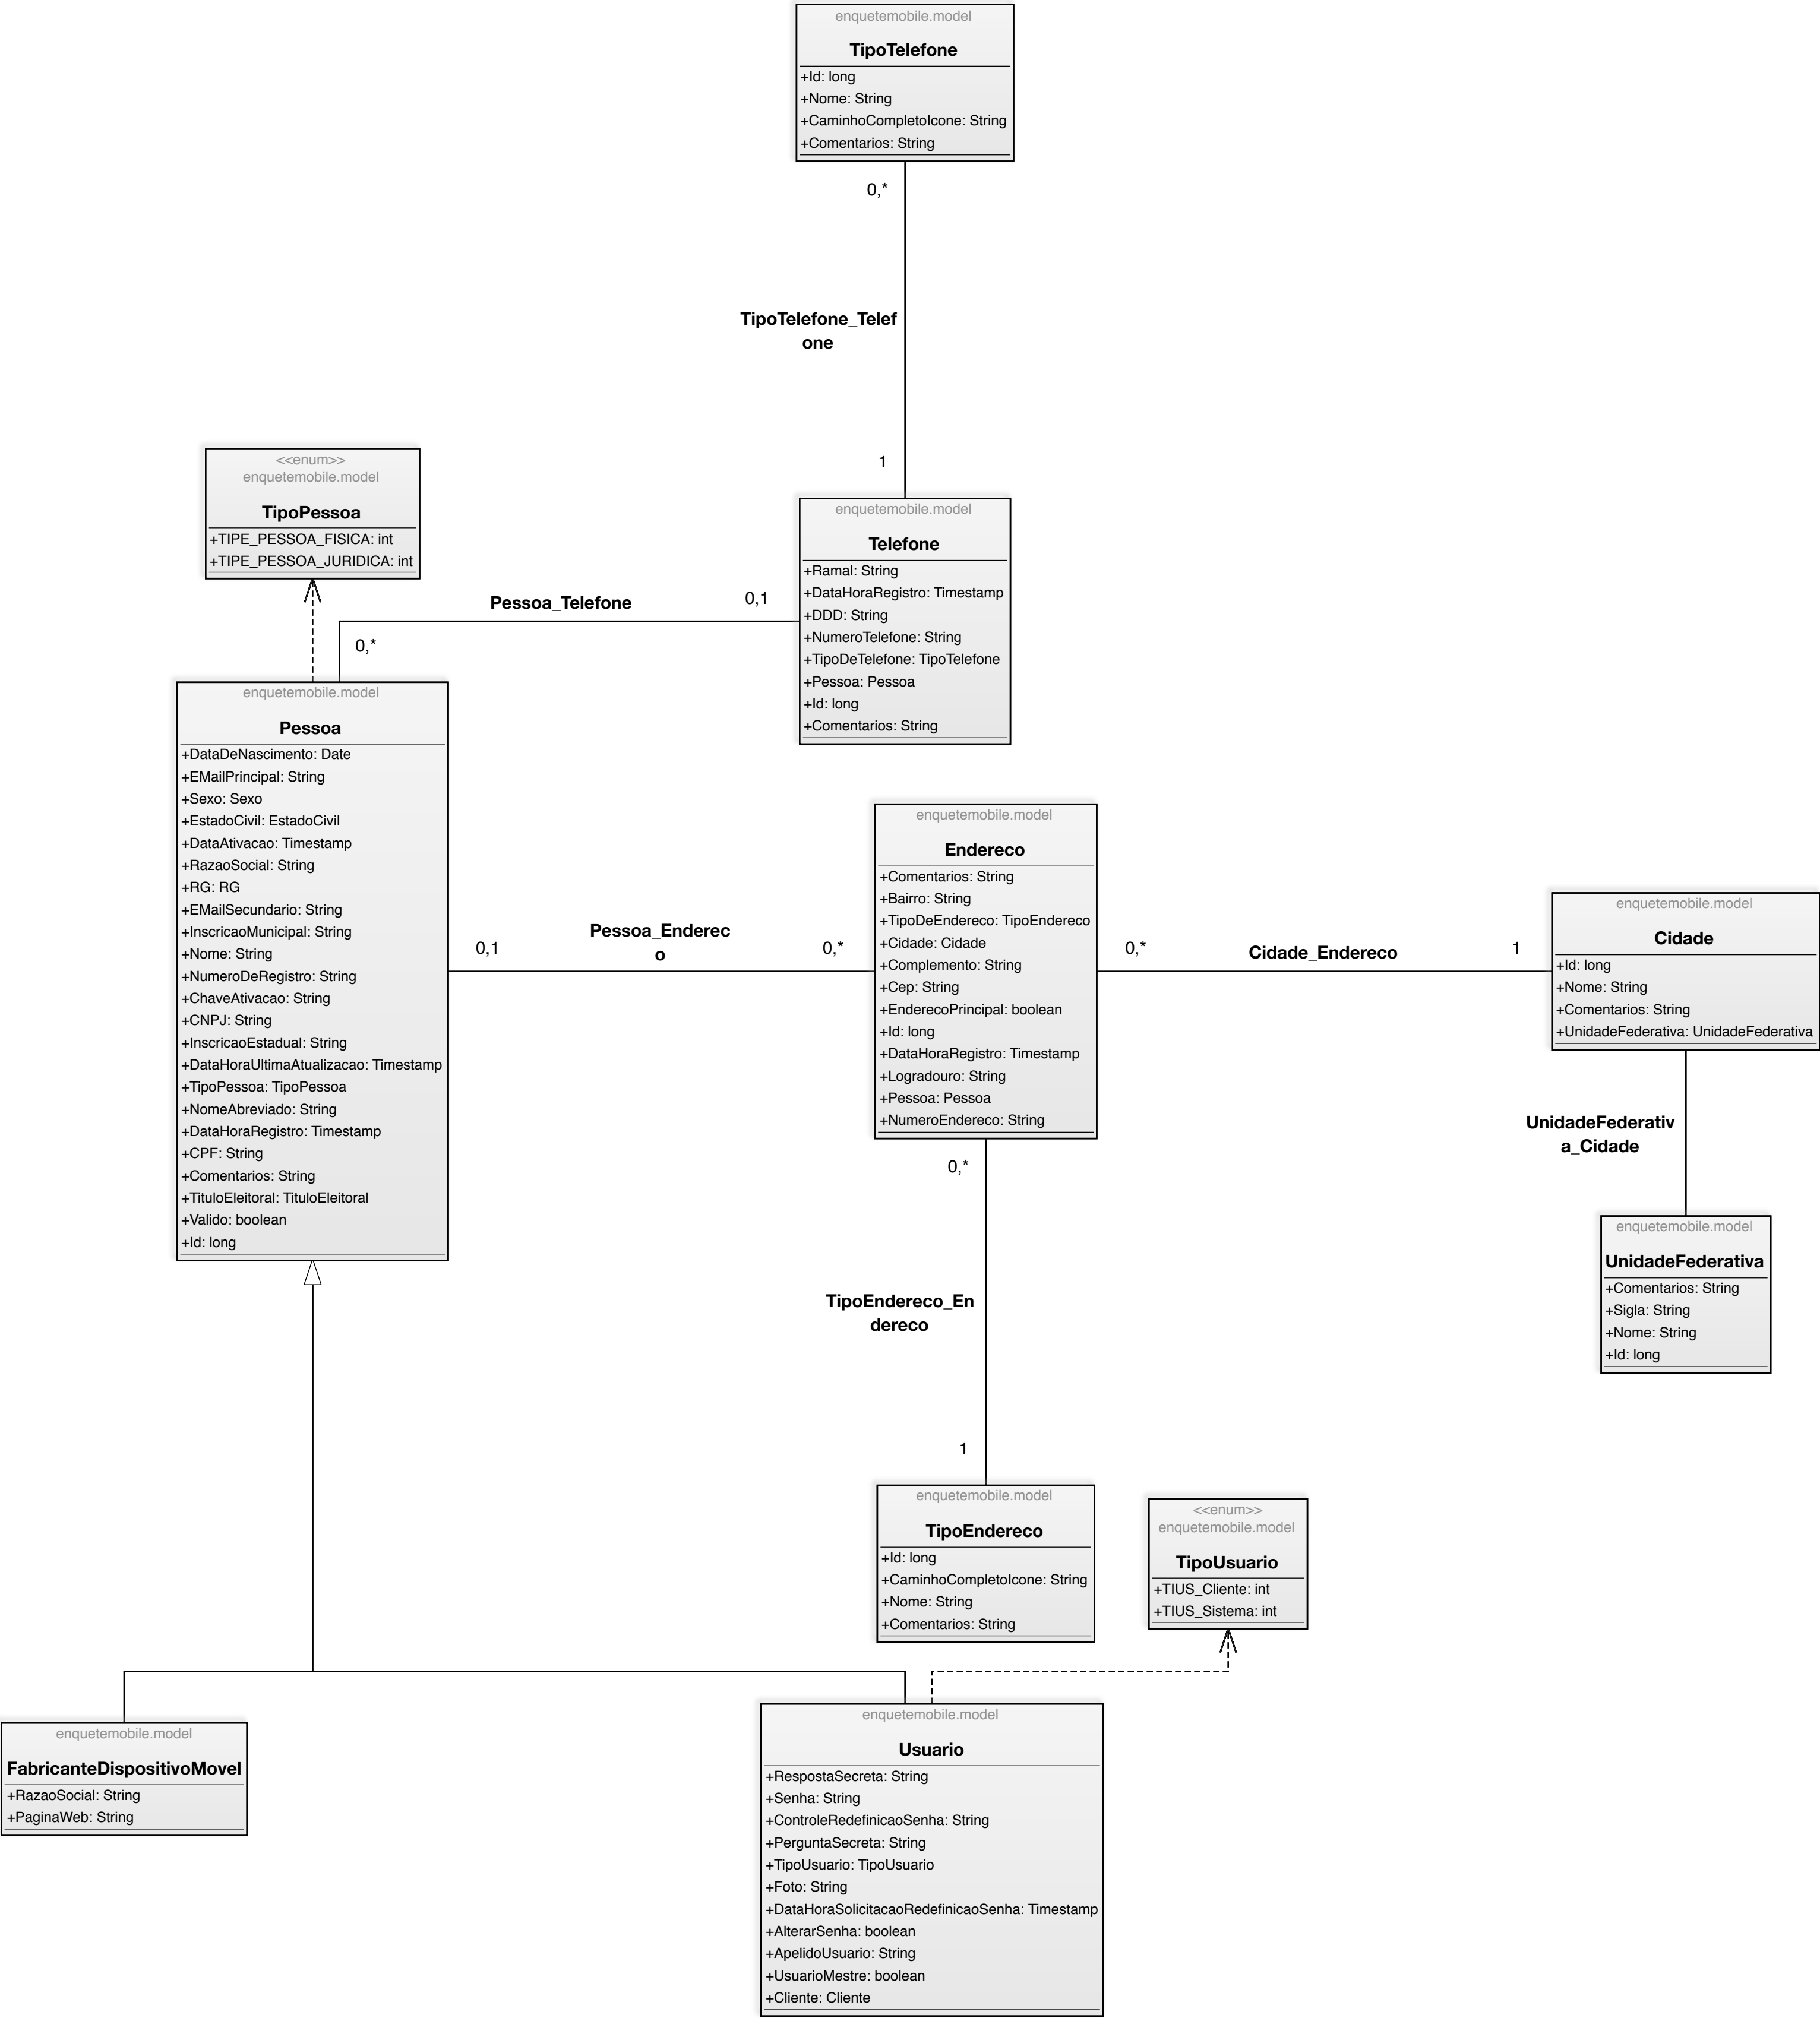 enquetemobile.model
TipoTelefone
+Id: long
+Nome: String
+CaminhoCompletoIcone: String
+Comentarios: String
0,*
TipoTelefone_Telef
one
1
<<enum>>
enquetemobile.model
TipoPessoa
+TIPE_PESSOA_FISICA: int
+TIPE_PESSOA_JURIDICA: int
enquetemobile.model
Telefone
+Ramal: String
+DataHoraRegistro: Timestamp
+DDD: String
+NumeroTelefone: String
+TipoDeTelefone: TipoTelefone
+Pessoa: Pessoa
+Id: long
+Comentarios: String
Pessoa_Telefone
0,1
0,*
enquetemobile.model
Pessoa
+DataDeNascimento: Date
+EMailPrincipal: String
+Sexo: Sexo
+EstadoCivil: EstadoCivil
+DataAtivacao: Timestamp
+RazaoSocial: String
+RG: RG
+EMailSecundario: String
+InscricaoMunicipal: String
+Nome: String
+NumeroDeRegistro: String
+ChaveAtivacao: String
+CNPJ: String
+InscricaoEstadual: String
+DataHoraUltimaAtualizacao: Timestamp
+TipoPessoa: TipoPessoa
+NomeAbreviado: String
+DataHoraRegistro: Timestamp
+CPF: String
+Comentarios: String
+TituloEleitoral: TituloEleitoral
+Valido: boolean
+Id: long
0,1
Pessoa_Enderec
o
0,*
enquetemobile.model
Endereco
+Comentarios: String
+Bairro: String
+TipoDeEndereco: TipoEndereco
+Cidade: Cidade
+Complemento: String
+Cep: String
+EnderecoPrincipal: boolean
+Id: long
+DataHoraRegistro: Timestamp
+Logradouro: String
+Pessoa: Pessoa
+NumeroEndereco: String
0,*
Cidade_Endereco
1
enquetemobile.model
Cidade
+Id: long
+Nome: String
+Comentarios: String
+UnidadeFederativa: UnidadeFederativa
UnidadeFederativ
a_Cidade
enquetemobile.model
UnidadeFederativa
+Comentarios: String
+Sigla: String
+Nome: String
+Id: long
0,*
TipoEndereco_En
dereco
1
enquetemobile.model
TipoEndereco
+Id: long
+CaminhoCompletoIcone: String
+Nome: String
+Comentarios: String
<<enum>>
enquetemobile.model
TipoUsuario
+TIUS_Cliente: int
+TIUS_Sistema: int
enquetemobile.model
FabricanteDispositivoMovel
+RazaoSocial: String
+PaginaWeb: String
enquetemobile.model
Usuario
+RespostaSecreta: String
+Senha: String
+ControleRedefinicaoSenha: String
+PerguntaSecreta: String
+TipoUsuario: TipoUsuario
+Foto: String
+DataHoraSolicitacaoRedefinicaoSenha: Timestamp
+AlterarSenha: boolean
+ApelidoUsuario: String
+UsuarioMestre: boolean
+Cliente: Cliente